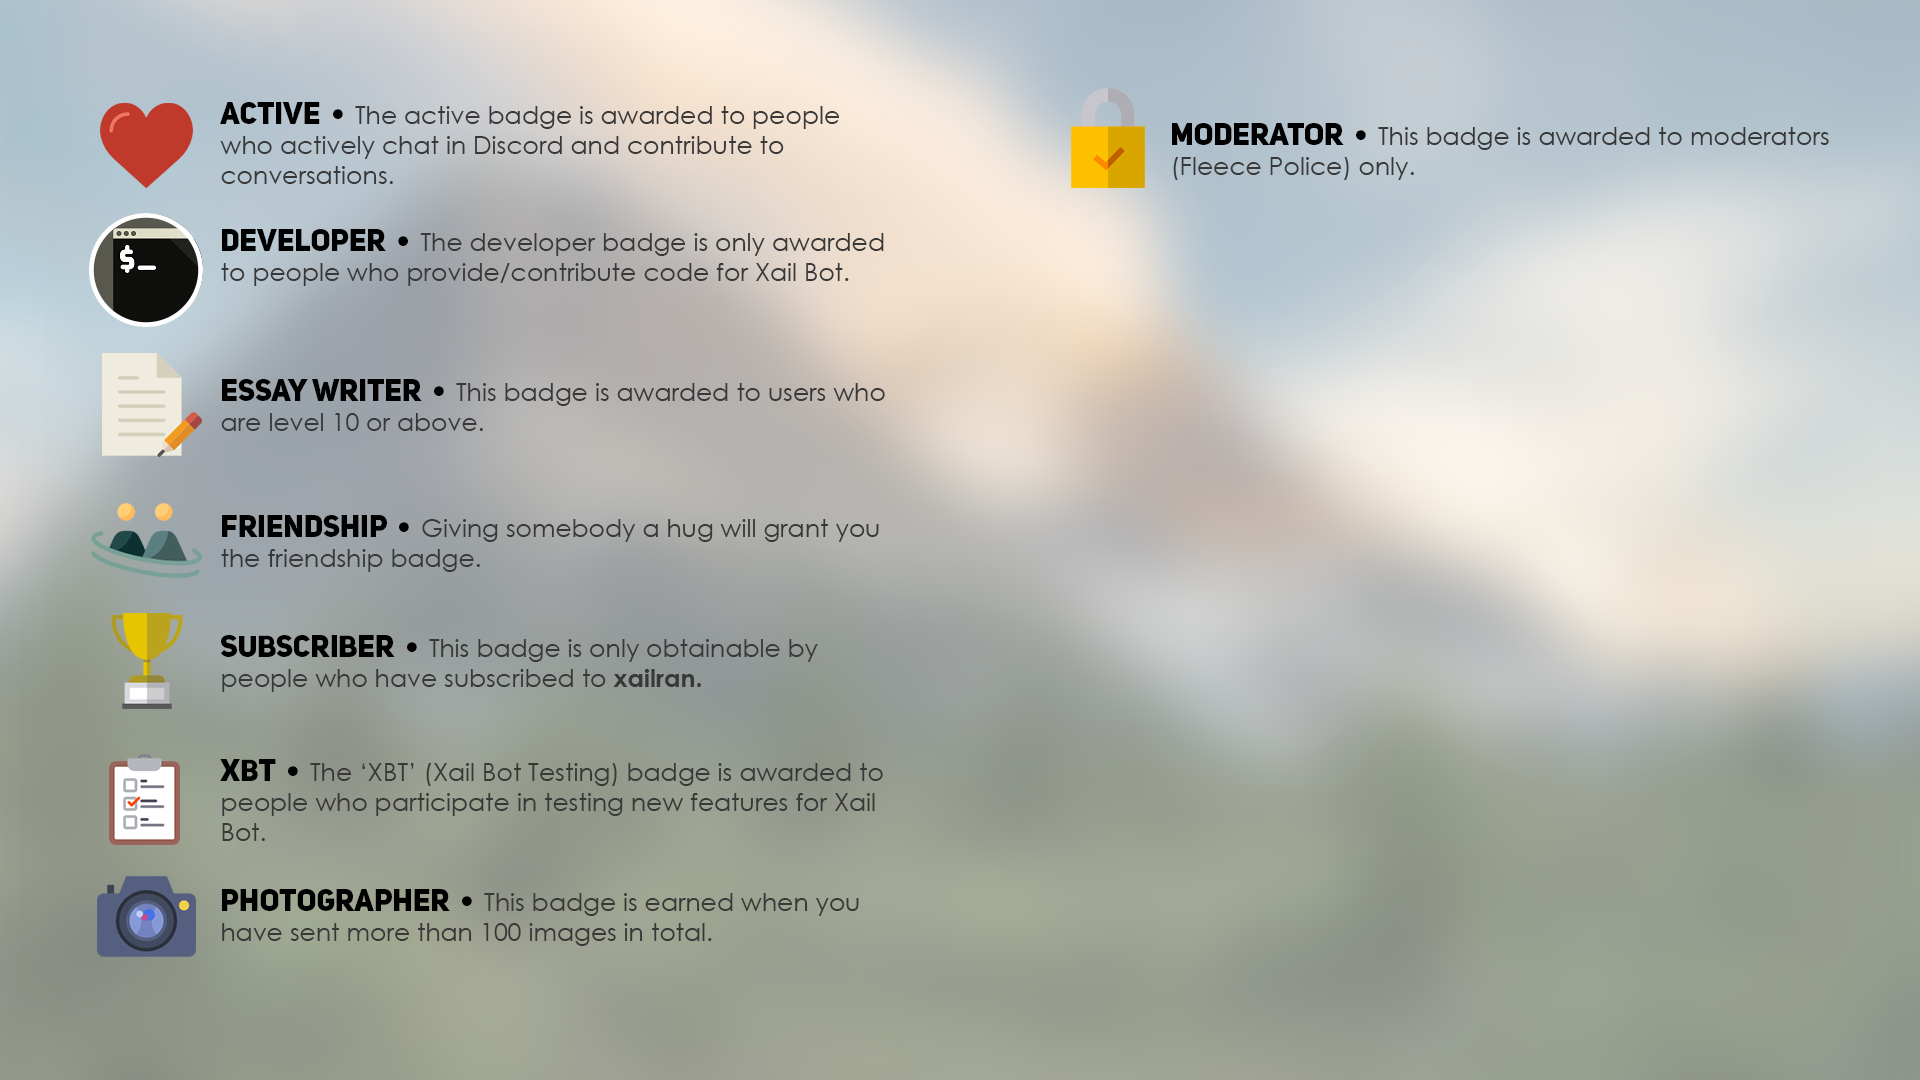 ACTIVE • The active badge is awarded to people
who actively chat in Discord and contribute to
conversations.
DEVELOPER • The developer badge is only awarded
to people who provide/contribute code for Xail Bot.
$_
ESSAY WRITER • This badge is awarded to users who
are level 10 or above.
FRIENDSHIP • Giving somebody a hug will grant you
the friendship badge.
SUBSCRIBER • This badge is only obtainable by
people who have subscribed to xailran.
XBT • The ‘XBT’ (Xail Bot Testing) badge is awarded to
people who participate in testing new features for Xail
Bot.
PHOTOGRAPHER • This badge is earned when you
have sent more than 100 images in total.
MODERATOR • This badge is awarded to moderators
(Fleece Police) only.